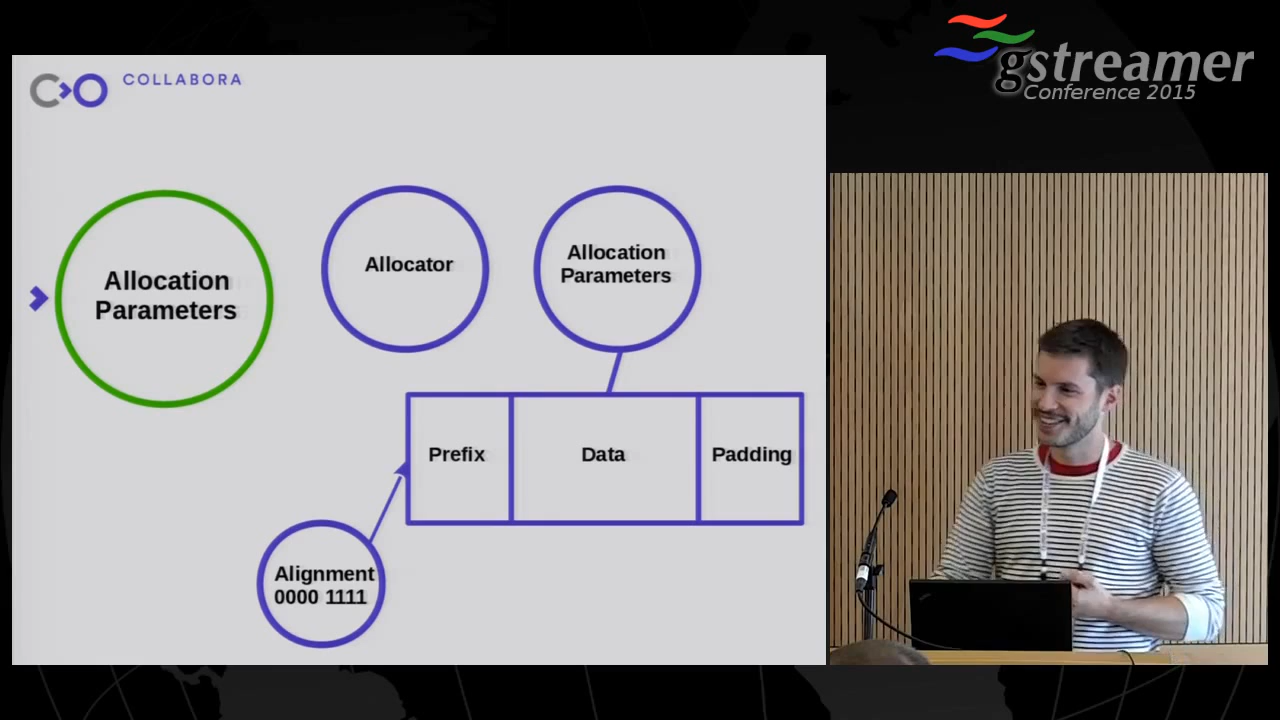 gstreamer
Conference 2015
COLLABORA
Allocation
Parameters
Allocator
Allocation
Parameters
Prefix
Data
Padding
Alignment
0000 1111